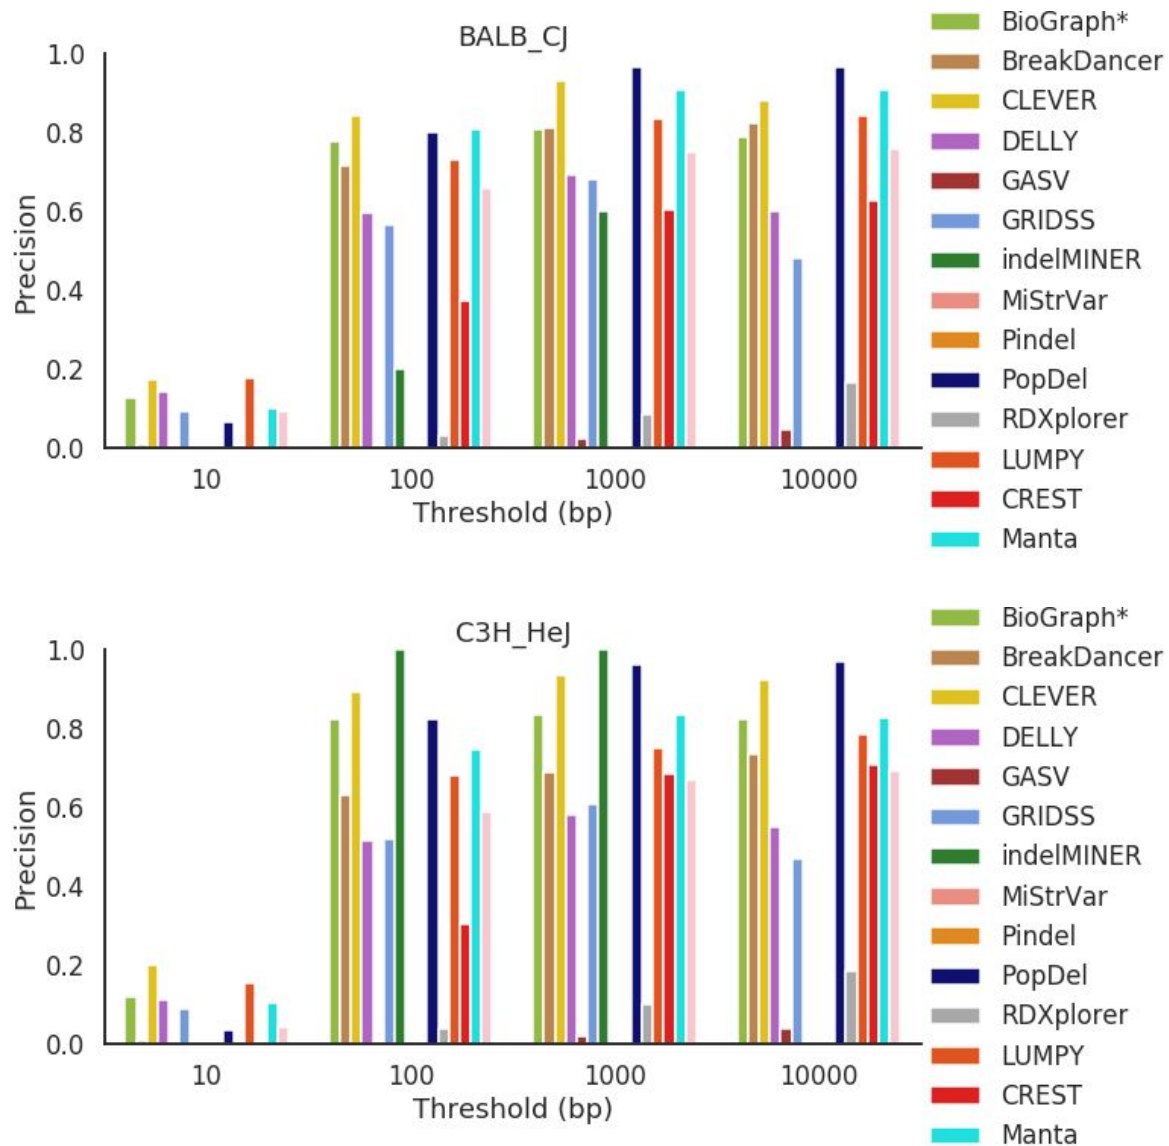 BALB_CJ
Precision
1.0
0.8
0.6
0.4
0.2
0.0
10 100 1000 10000
Threshold (bp)
BioGraph*
BreakDancer
CLEVER
DELLY
GASV
GRIDSS
indelMINER
MiStrVar
Pindel
PopDel
RDXplorer
LUMPY
CREST
Manta
C3H_HeJ
Precision
1.0
0.8
0.6
0.4
0.2
0.0
10 100 1000 10000
Threshold (bp)
BioGraph*
BreakDancer
CLEVER
DELLY
GASV
GRIDSS
indelMINER
MiStrVar
Pindel
PopDel
RDXplorer
LUMPY
CREST
Manta